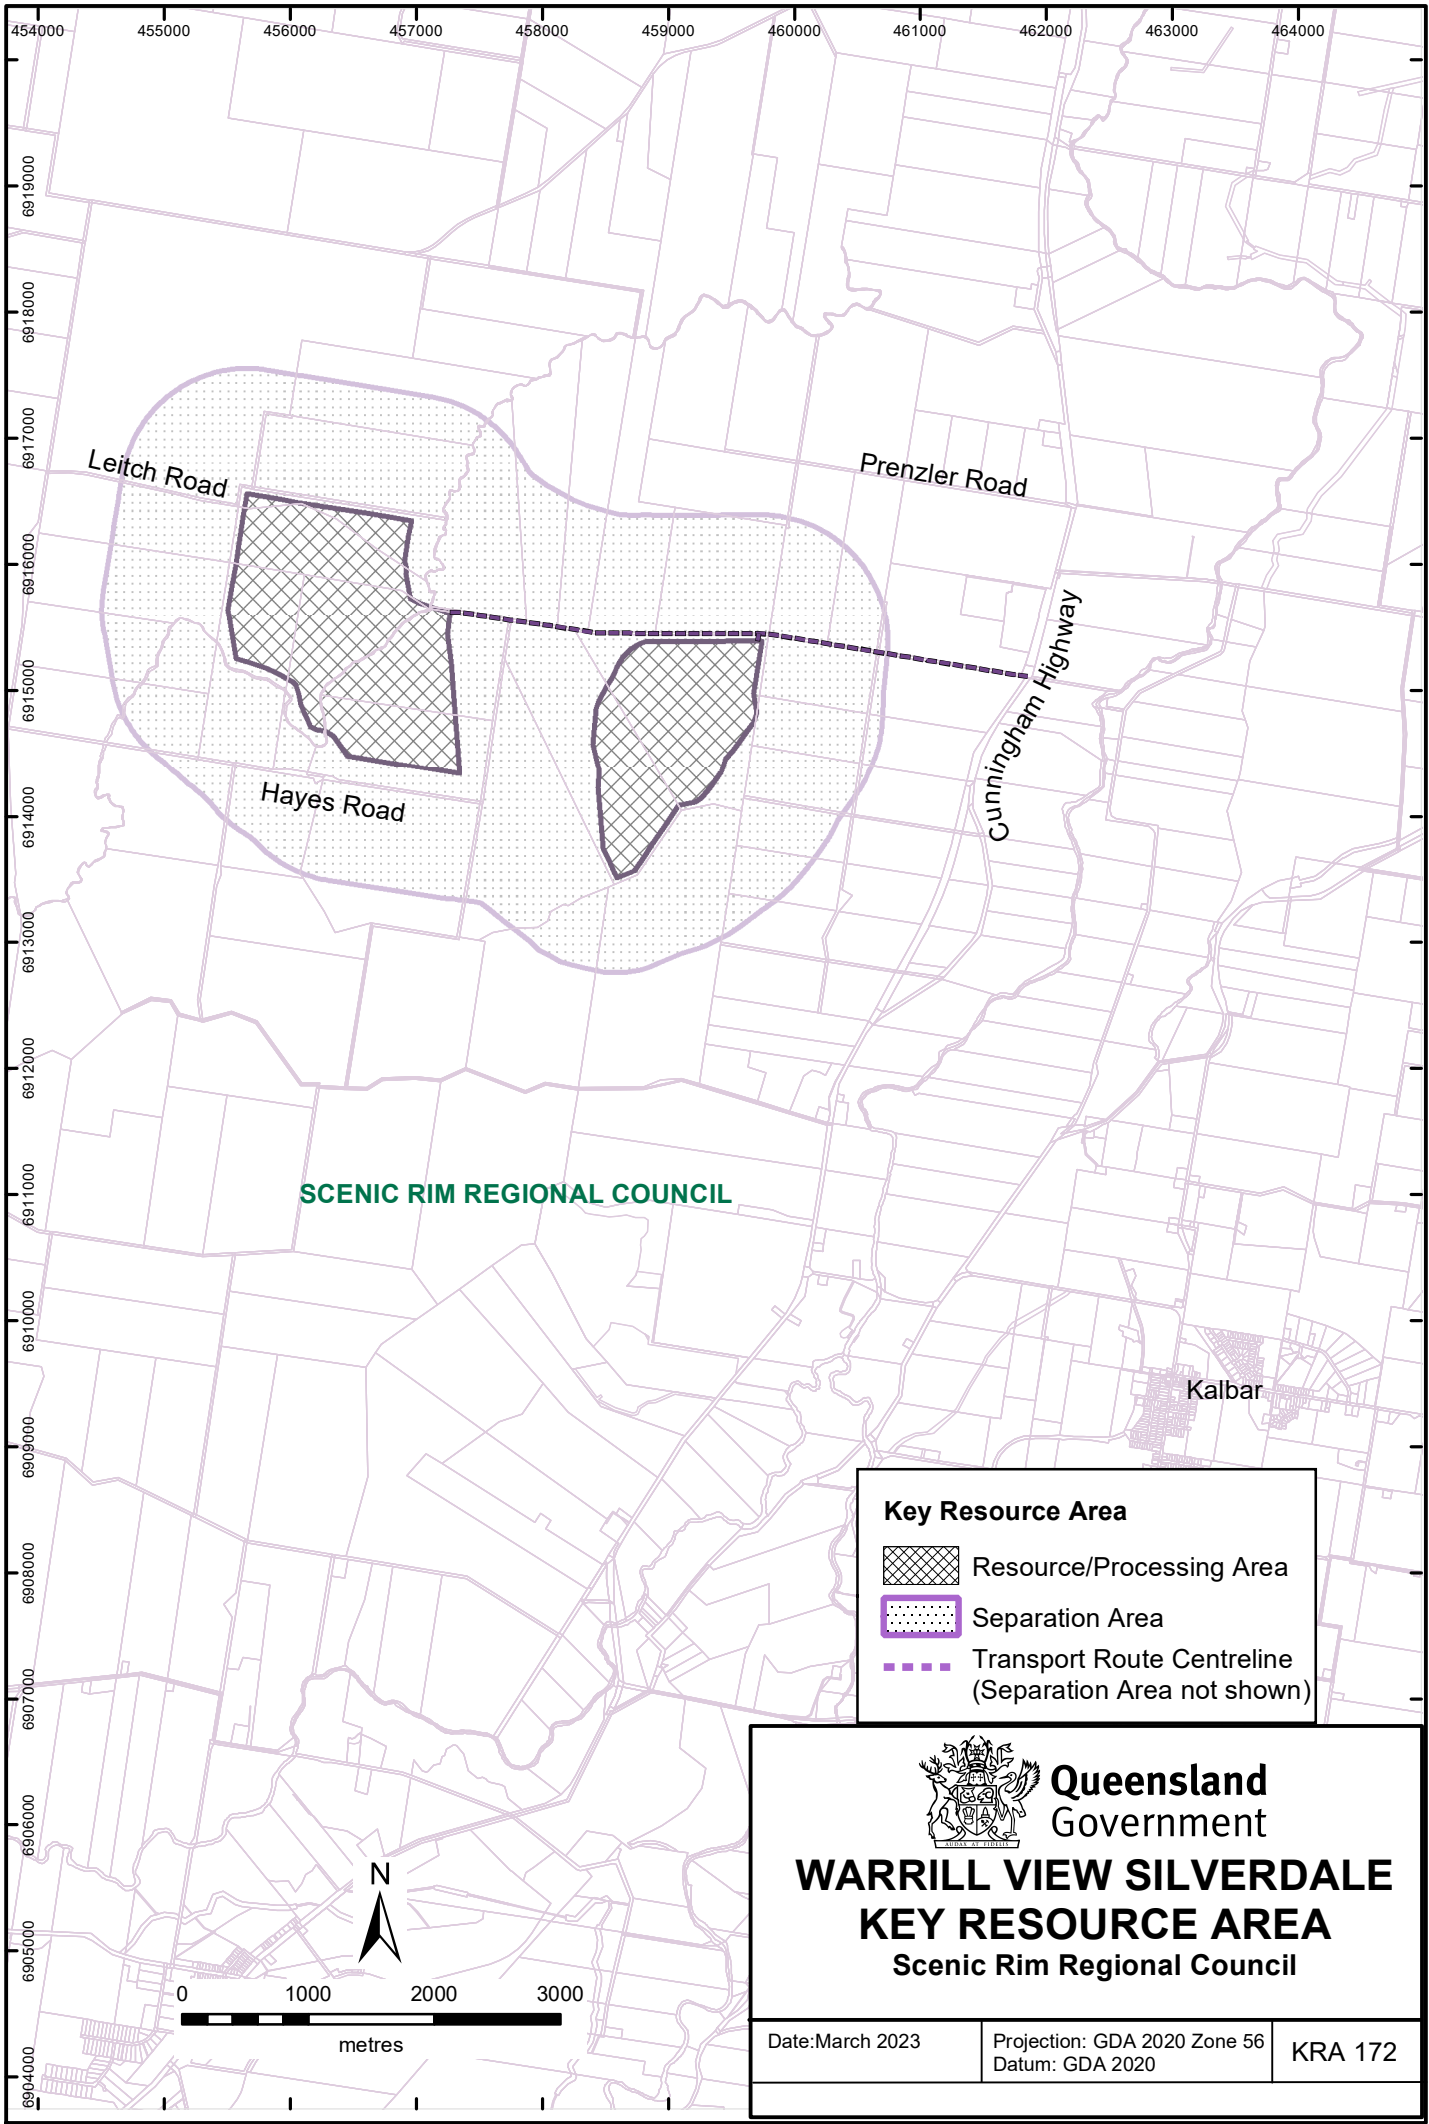 454000 455000 456000 457000 458000 459000 460000 461000 462000 463000 464000
6919000
6918000
6917000
6916000
6915000
6914000
6913000
6912000
6911000
6910000
6909000
6908000
6907000
6906000
6905000
6904000
Leitch Road
Prenzler Road
Cunningham Highway
Hayes Road
SCENIC RIM REGIONAL COUNCIL
Kalbar
Key Resource Area
Resource/Processing Area
Separation Area
Transport Route Centreline
(Separation Area not shown)
N
0 1000 2000 3000
metres
AUDAX AT FIDELIS
Queensland
Government
WARRILL VIEW SILVERDALE
KEY RESOURCE AREA
Scenic Rim Regional Council
Date:March 2023
Projection: GDA 2020 Zone 56
Datum: GDA 2020
KRA 172